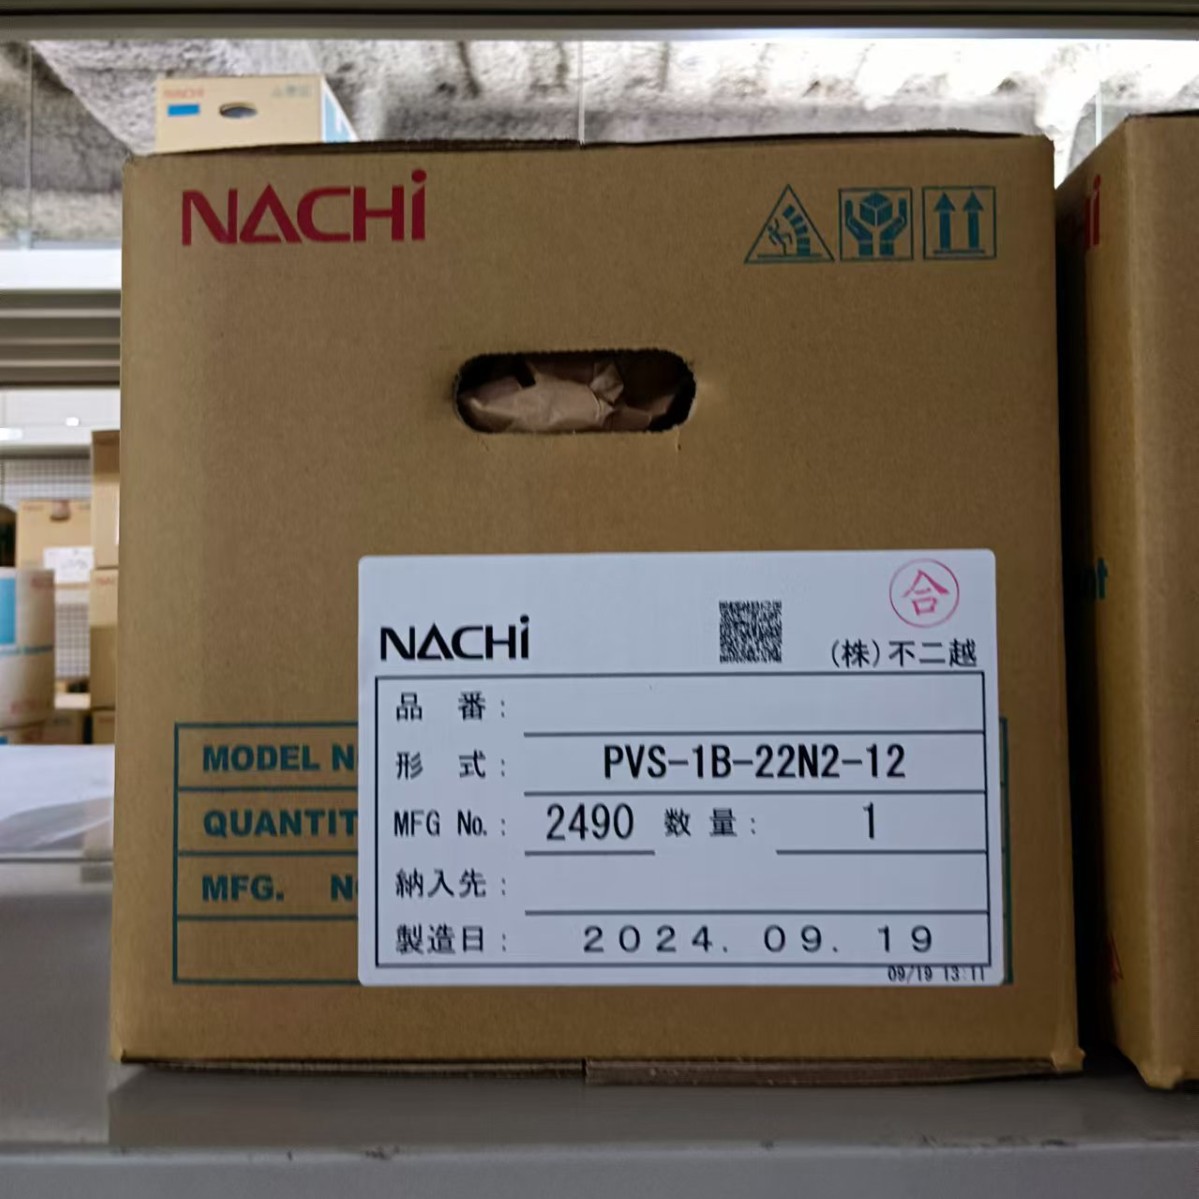 NACHi
NACHi
合
(株)不二越
品 番:
形 式: PVS-1B-22N2-12
MODEL N
MFG No.: 2490 数 量: 1
QUANTIT
納入先:
MFG. N
製造日: 2024. 09. 19
09/19 13:11